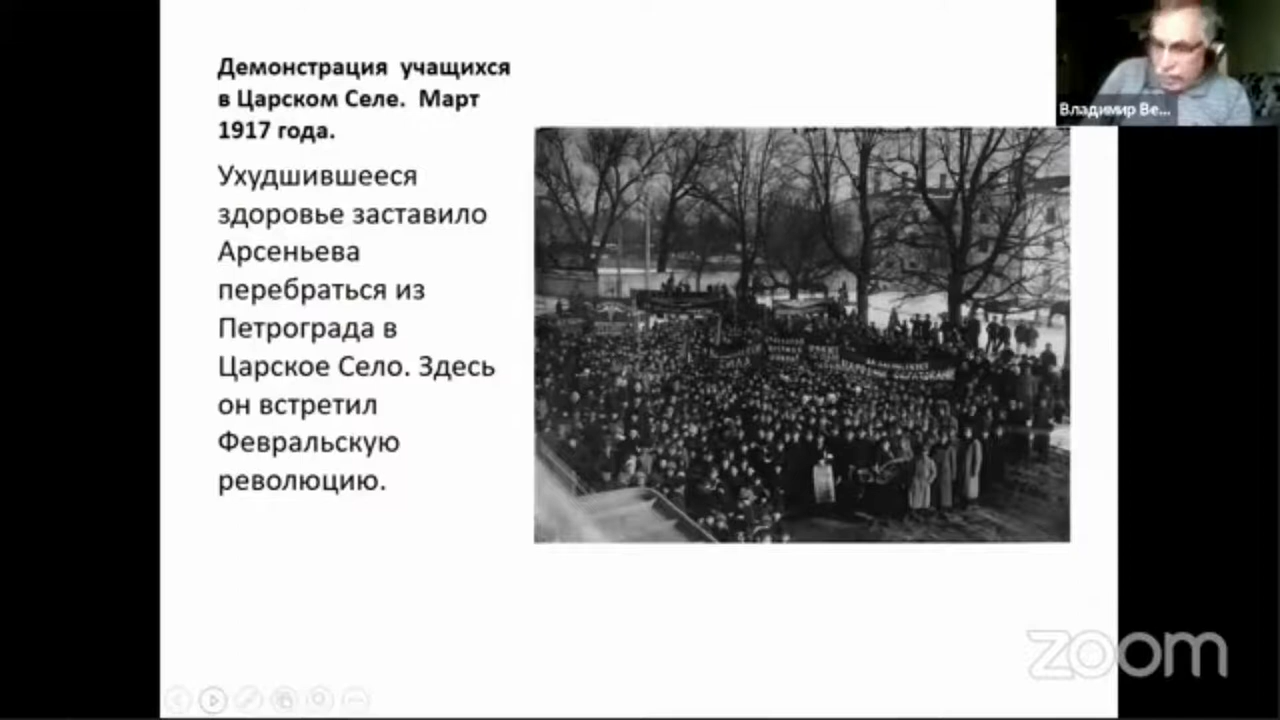 Демонстрация учащихся
в Царском Селе. Март
1917 года.
Ухудшившееся
здоровье заставило
Арсеньева
перебраться из
Петрограда в
Царское Село. Здесь
он встретил
Февральскую
революцию.
Владимир Ве...
zoom